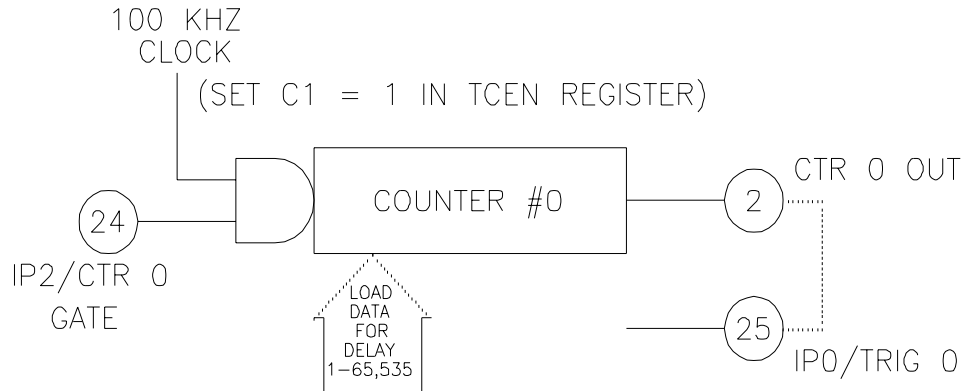 100 KHZ
CLOCK
(SET C1 = 1 IN TCEN REGISTER)
COUNTER #0
CTR 0 OUT
2
24
IP2/CTR 0
GATE
LOAD
DATA
FOR
DELAY
1-65,535
25
IP0/TRIG 0